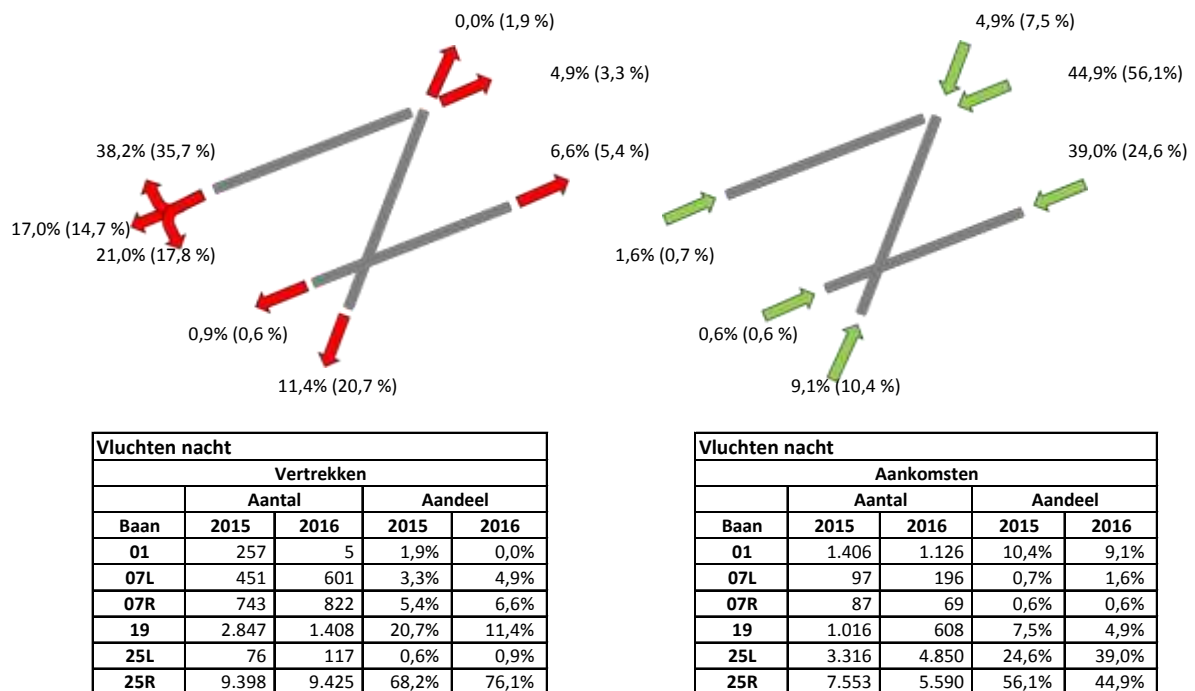 0,0% (1,9 %)
4,9% (3,3 %)
38,2% (35,7 %)
6,6% (5,4 %)
17,0% (14,7 %)
21,0% (17,8 %)
0,9% (0,6 %)
11,4% (20,7 %)
4,9% (7,5 %)
44,9% (56,1%)
39,0% (24,6 %)
1,6% (0,7 %)
0,6% (0,6 %)
9,1% (10,4 %)
Vluchten nacht
Vertrekken
Aantal Aandeel
Baan 2015 2016 2015 2016
01 257 5 1,9% 0,0%
07L 451 601 3,3% 4,9%
07R 743 822 5,4% 6,6%
19 2.847 1.408 20,7% 11,4%
25L 76 117 0,6% 0,9%
25R 9.398 9.425 68,2% 76,1%
Vluchten nacht
Aankomsten
Aantal Aandeel
Baan 2015 2016 2015 2016
01 1.406 1.126 10,4% 9,1%
07L 97 196 0,7% 1,6%
07R 87 69 0,6% 0,6%
19 1.016 608 7,5% 4,9%
25L 3.316 4.850 24,6% 39,0%
25R 7.553 5.590 56,1% 44,9%